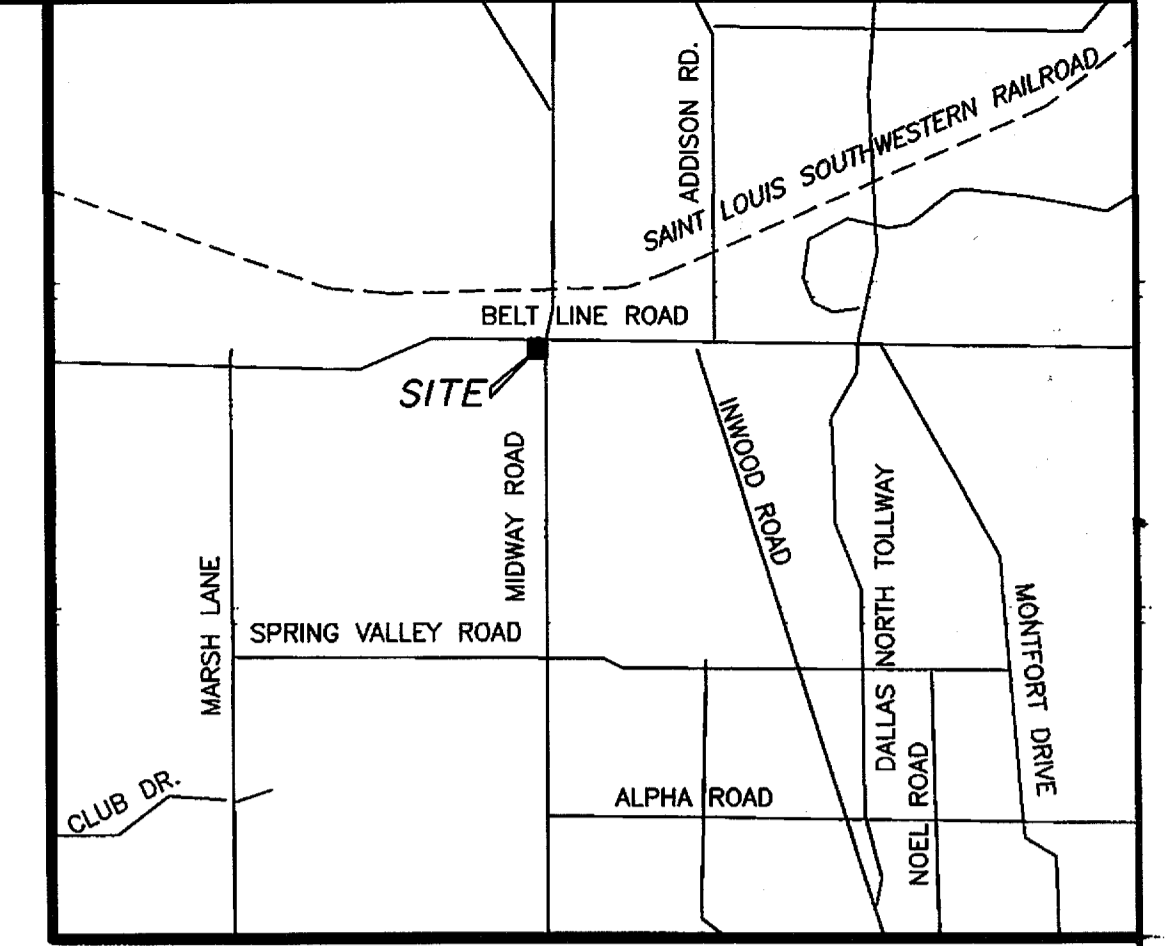 ADDISON RD.
SAINT LOUIS SOUTHWESTERN RAILROAD
BELT LINE ROAD
SITE
INWOOD ROAD
MIDWAY ROAD
DALLAS NORTH TOLLWAY
MARSH LANE
SPRING VALLEY ROAD
MONTFORT DRIVE
CLUB DR.
ALPHA ROAD
NOEL ROAD